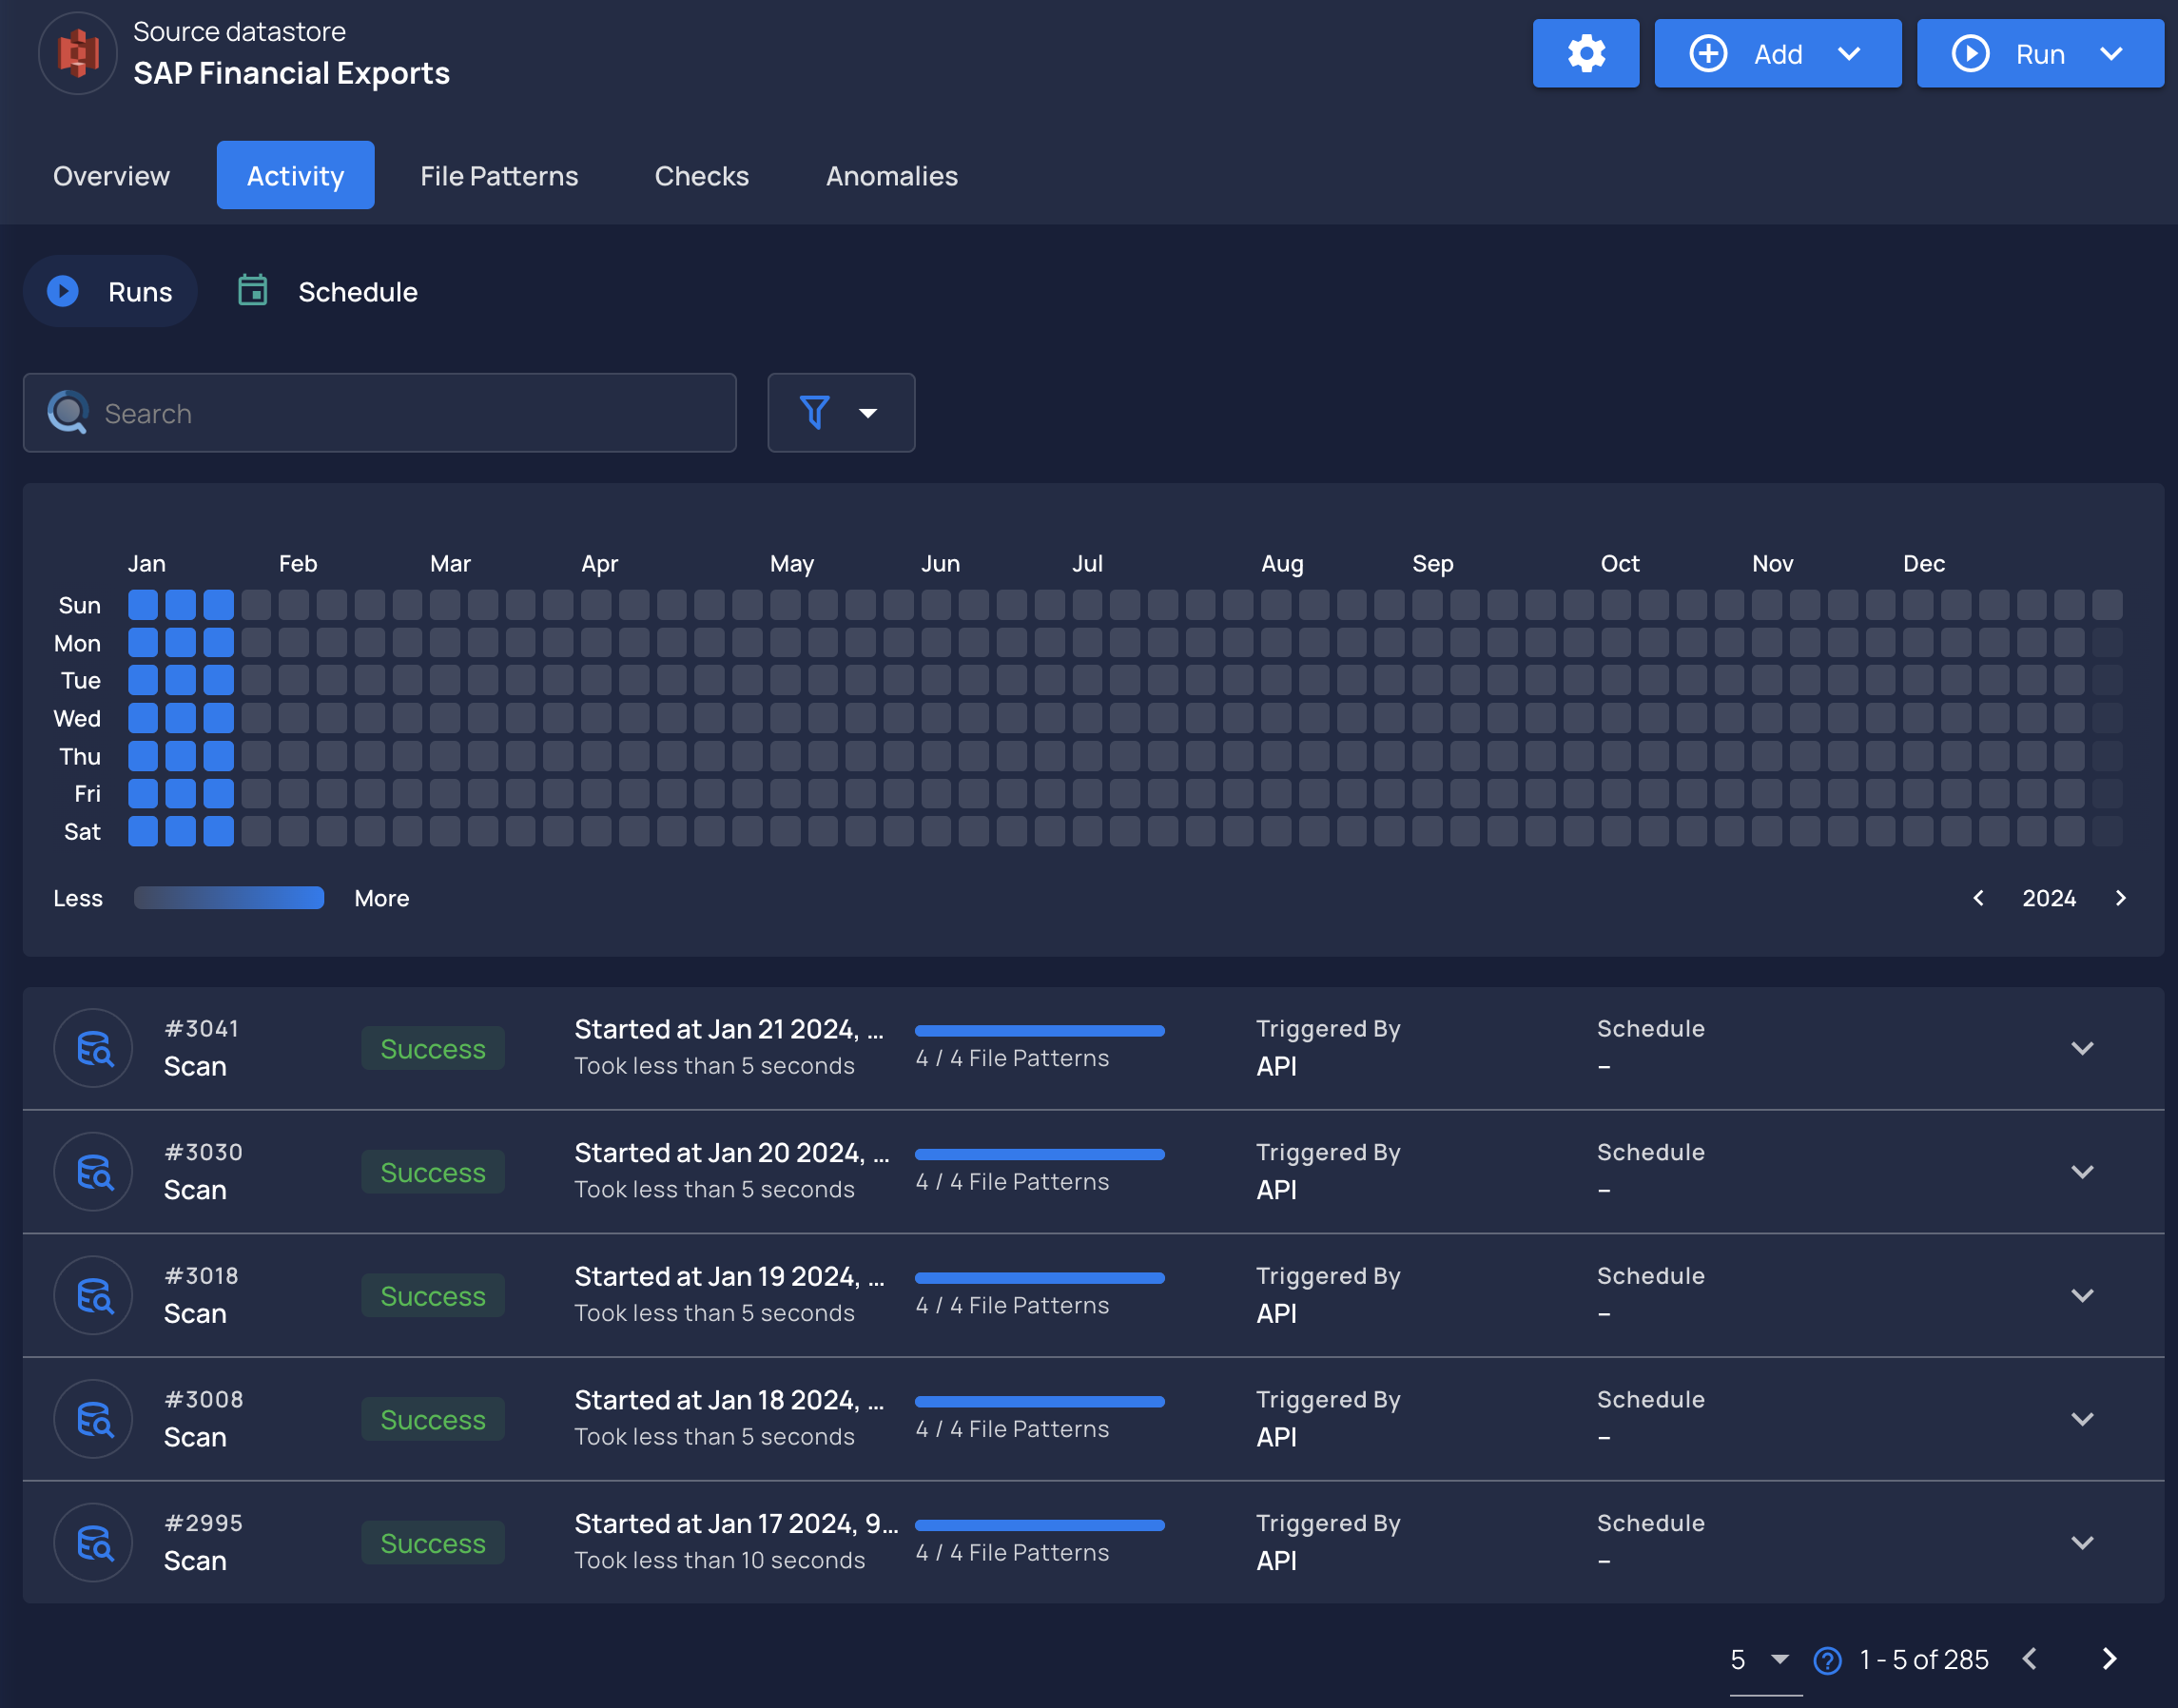 Source datastore
SAP Financial Exports
Add
Run
Overview
Activity
File Patterns
Checks
Anomalies
Runs
Schedule
Search
Jan Feb Mar Apr May Jun Jul Aug Sep Oct Nov Dec
Sun
Mon
Tue
Wed
Thu
Fri
Sat
Less
More
2024
#3041
Scan
Success
Started at Jan 21 2024, ...
Took less than 5 seconds
4 / 4 File Patterns
Triggered By
API
Schedule
–
#3030
Scan
Success
Started at Jan 20 2024, ...
Took less than 5 seconds
4 / 4 File Patterns
Triggered By
API
Schedule
–
#3018
Scan
Success
Started at Jan 19 2024, ...
Took less than 5 seconds
4 / 4 File Patterns
Triggered By
API
Schedule
–
#3008
Scan
Success
Started at Jan 18 2024, ...
Took less than 5 seconds
4 / 4 File Patterns
Triggered By
API
Schedule
–
#2995
Scan
Success
Started at Jan 17 2024, 9...
Took less than 10 seconds
4 / 4 File Patterns
Triggered By
API
Schedule
–
5
?
1 - 5 of 285